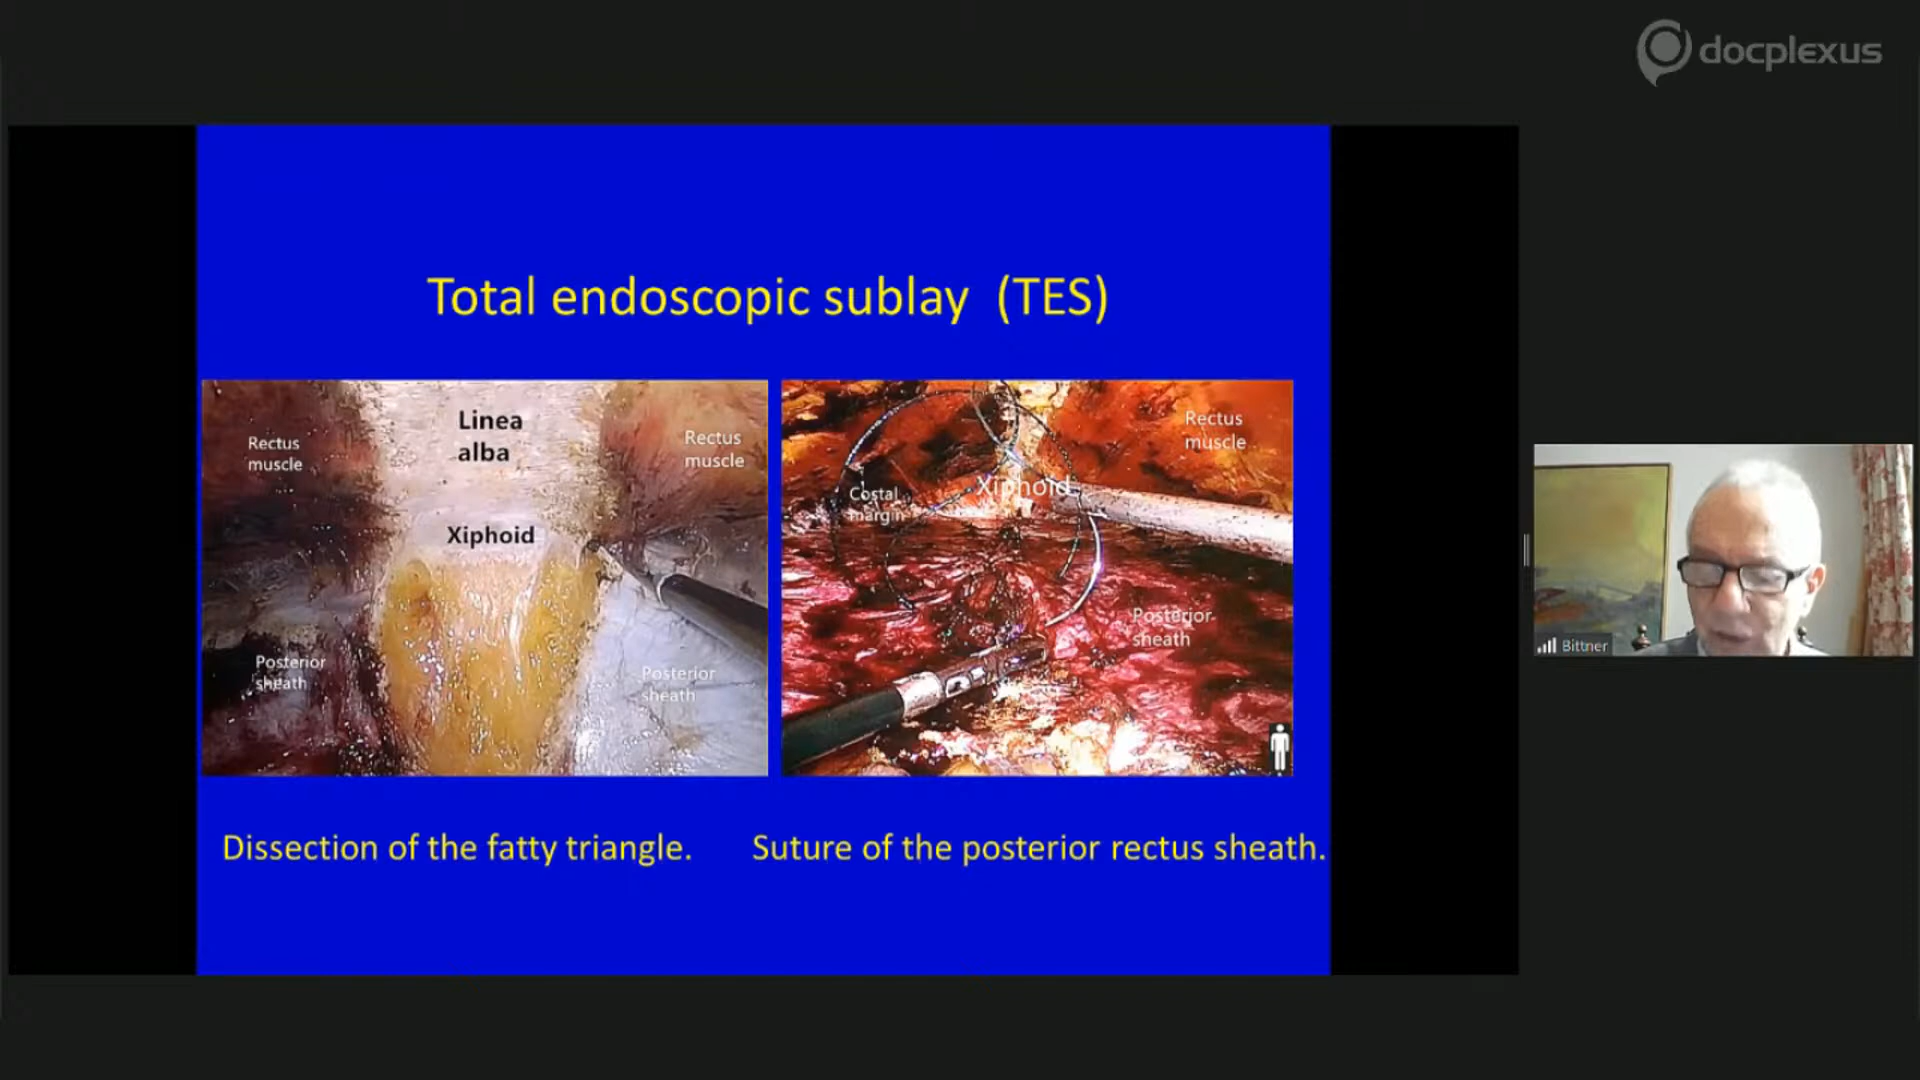 docplexus
Total endoscopic sublay (TES)
Linea
alba
Rectus
muscle
Rectus
muscle
Xiphoid
Posterior
sheath
Posterior
sheath
Rectus
muscle
Costal
margin
Xiphoid
Posterior
sheath
Dissection of the fatty triangle.
Suture of the posterior rectus sheath.
Bittner